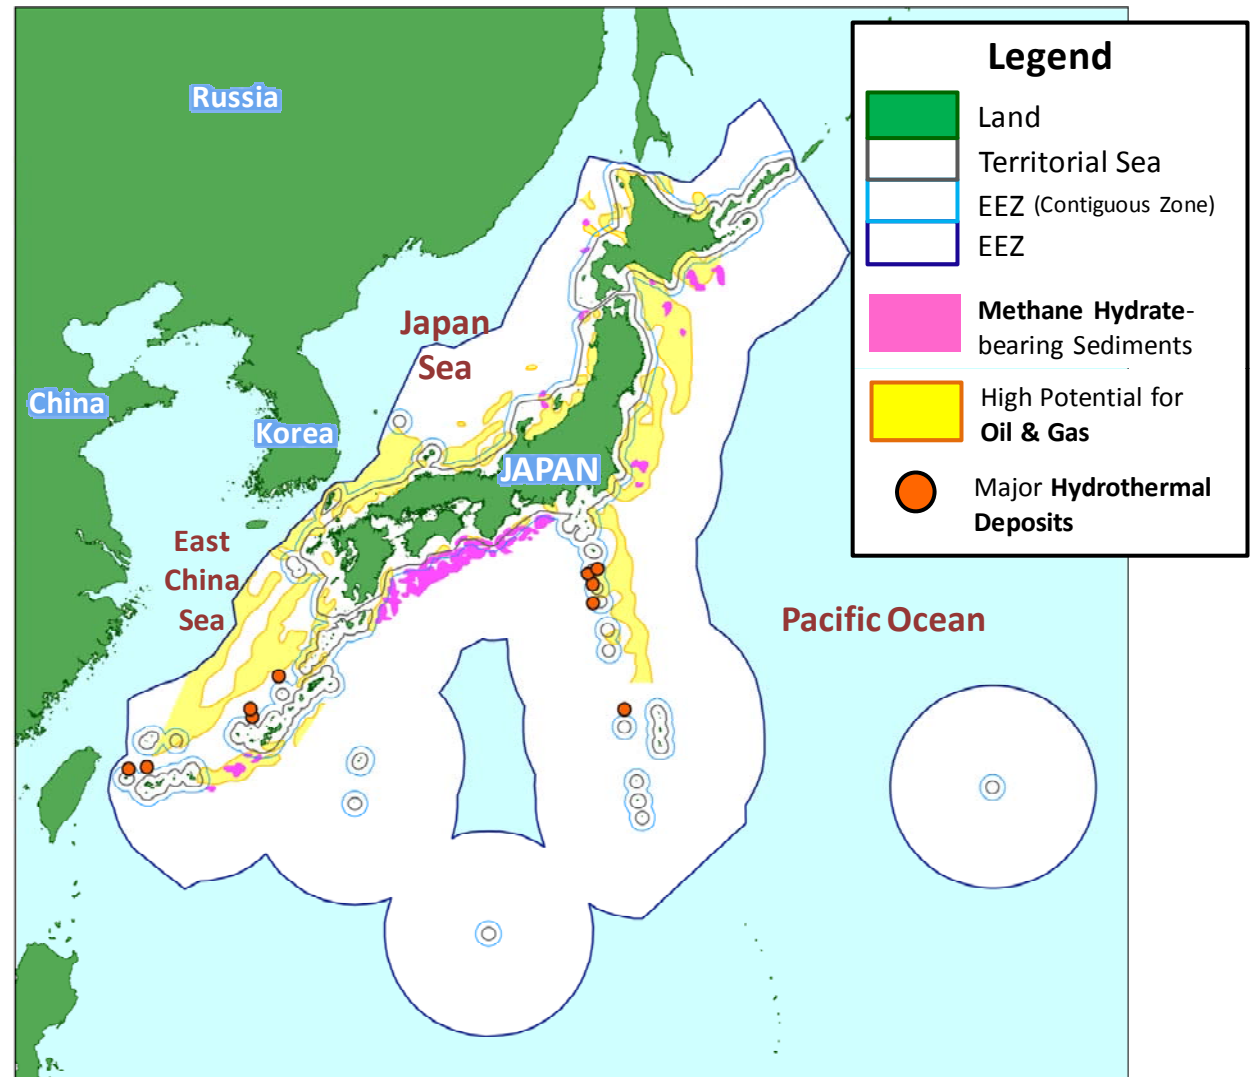 Legend
Land
Territorial Sea
EEZ (Contiguous Zone)
EEZ
Methane Hydrate-
bearing Sediments
High Potential for
Oil & Gas
Major Hydrothermal
Deposits
Russia
Japan
Sea
China
Korea
JAPAN
East
China
Sea
Pacific Ocean